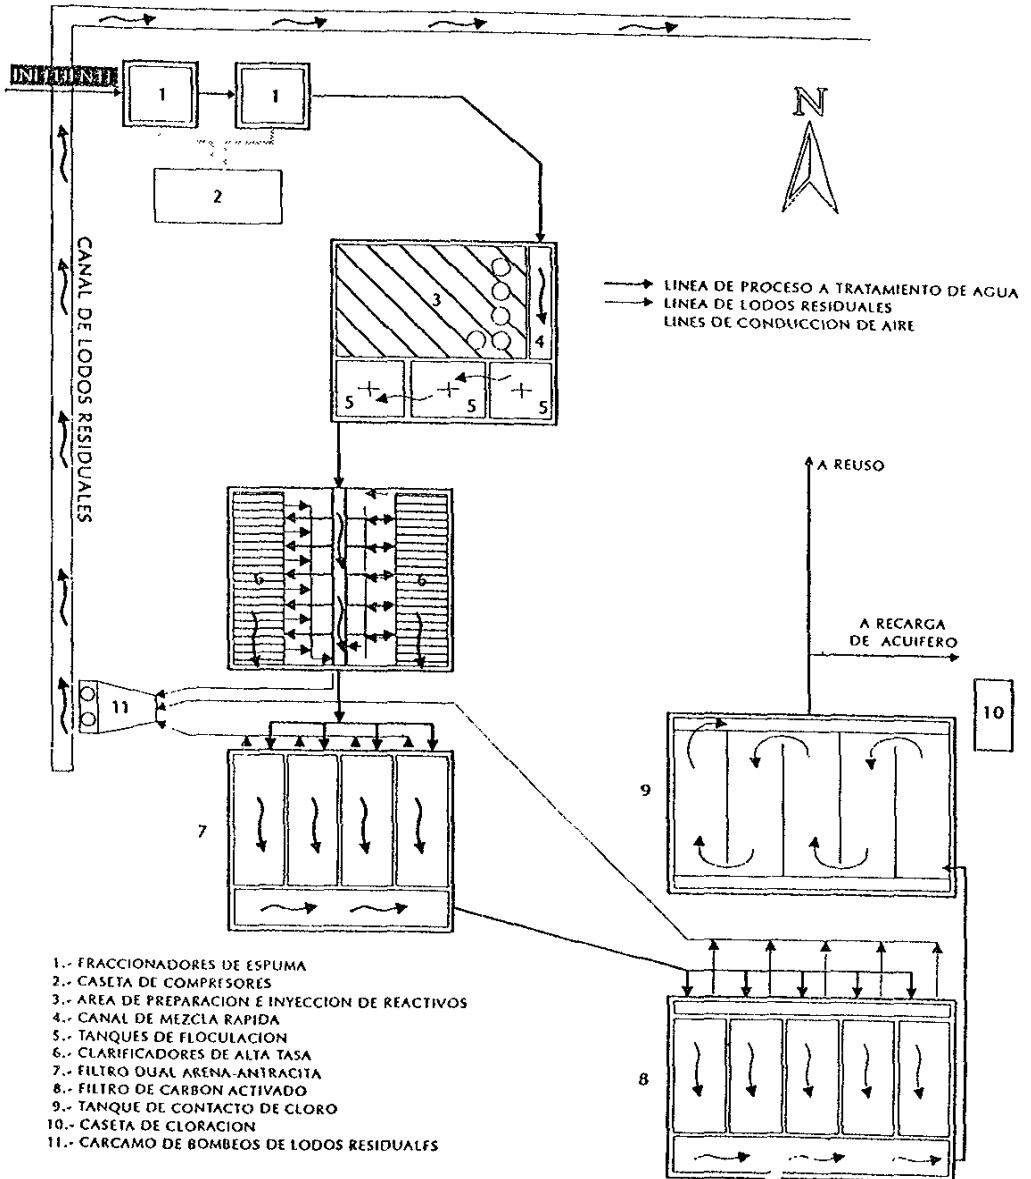 INFLUENTE
1
1
2
N
CANAL DE LODOS RESIDUALES
3
4
5
5
5
LINEA DE PROCESO A TRATAMIENTO DE AGUA
LINEA DE LODOS RESIDUALES
LINES DE CONDUCCION DE AIRE
A REUSO
6
6
A RECARGA
DE ACUIFERO
11
10
9
7
8
1.- FRACCIONADORES DE ESPUMA
2.- CASETA DE COMPRESORES
3.- AREA DE PREPARACION E INYECCION DE REACTIVOS
4.- CANAL DE MEZCLA RAPIDA
5.- TANQUES DE FLOCULACION
6.- CLARIFICADORES DE ALTA TASA
7.- FILTRO DUAL ARENA-ANTRACITA
8.- FILTRO DE CARBON ACTIVADO
9.- TANQUE DE CONTACTO DE CLORO
10.- CASETA DE CLORACION
11.- CARCAMO DE BOMBEOS DE LODOS RESIDUALES